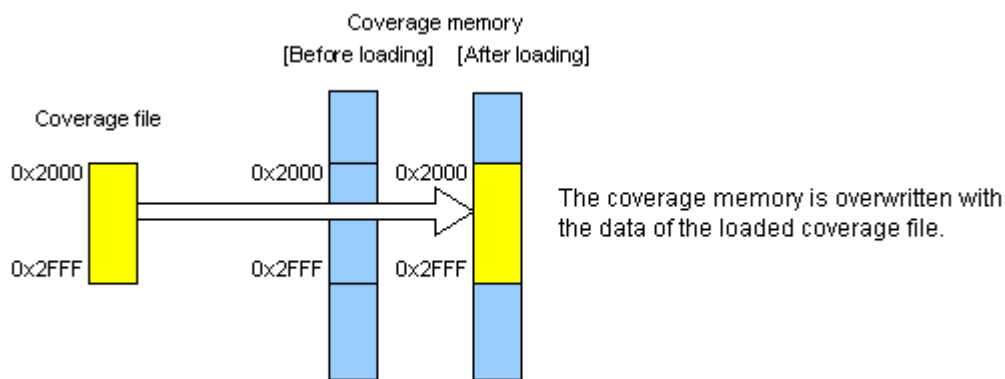 Coverage memory
[Before loading] [After loading]
Coverage file
0x2000 0x2000 0x2000
The coverage memory is overwritten with
the data of the loaded coverage file.
0x2FFF 0x2FFF 0x2FFF